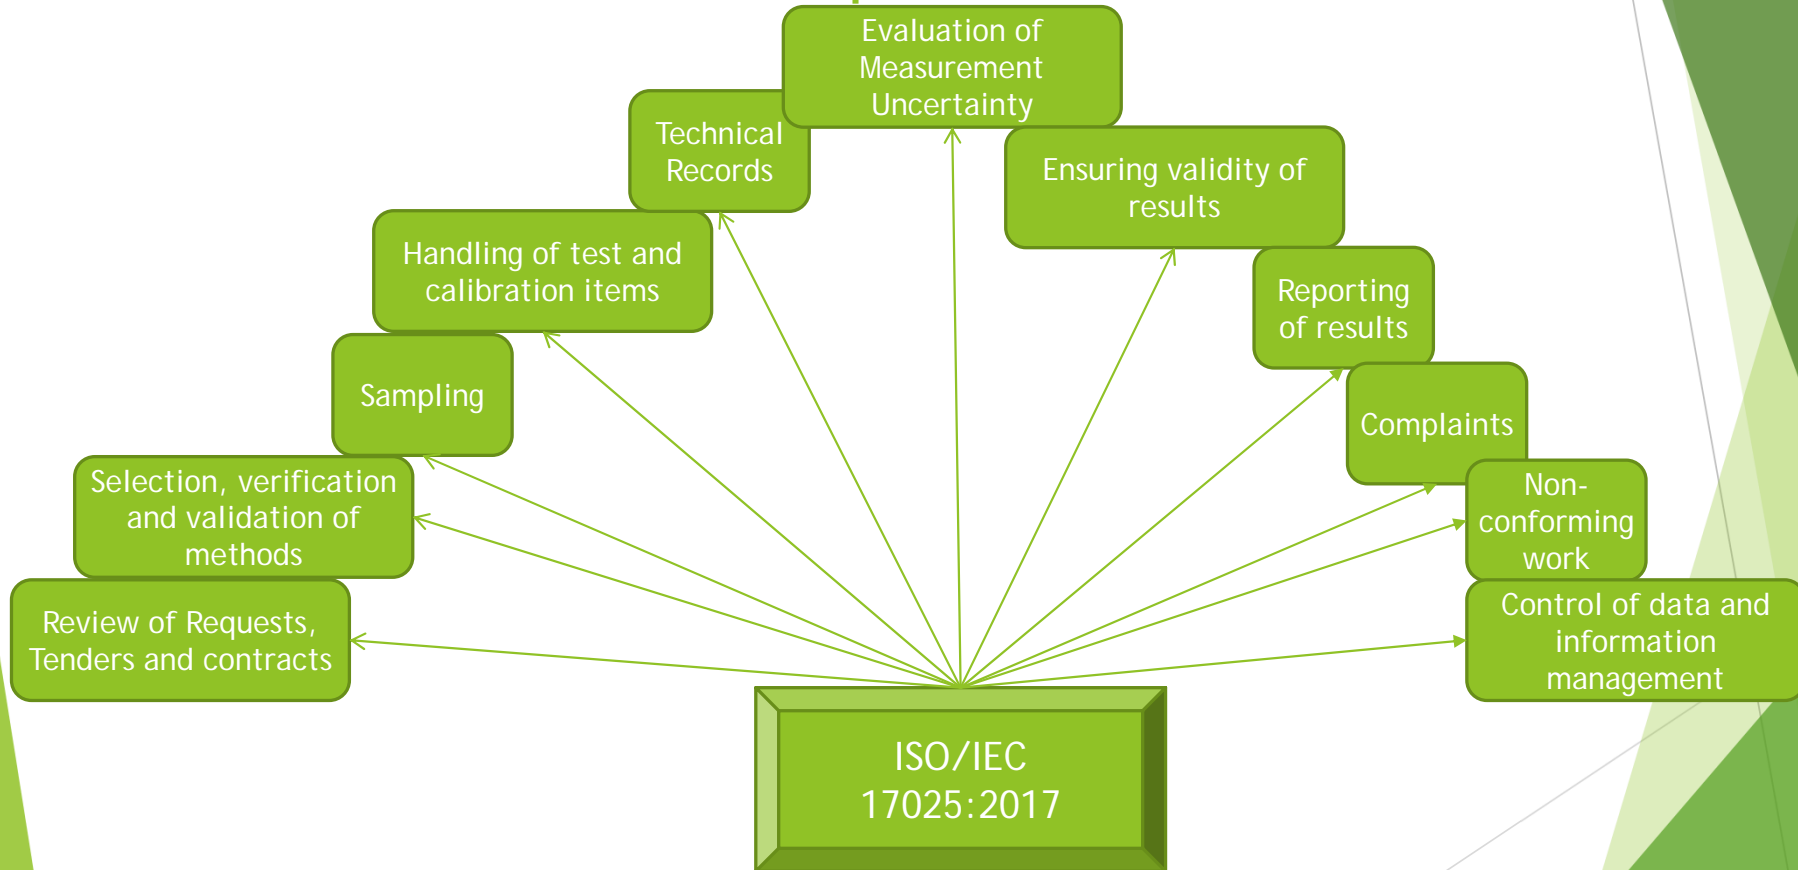 Evaluation of
Measurement
Uncertainty
Technical
Records
Ensuring validity of
results
Handling of test and
calibration items
Reporting
of results
Sampling
Complaints
Selection, verification
and validation of
methods
Non-
conforming
work
Review of Requests,
Tenders and contracts
Control of data and
information
management
ISO/IEC
17025:2017